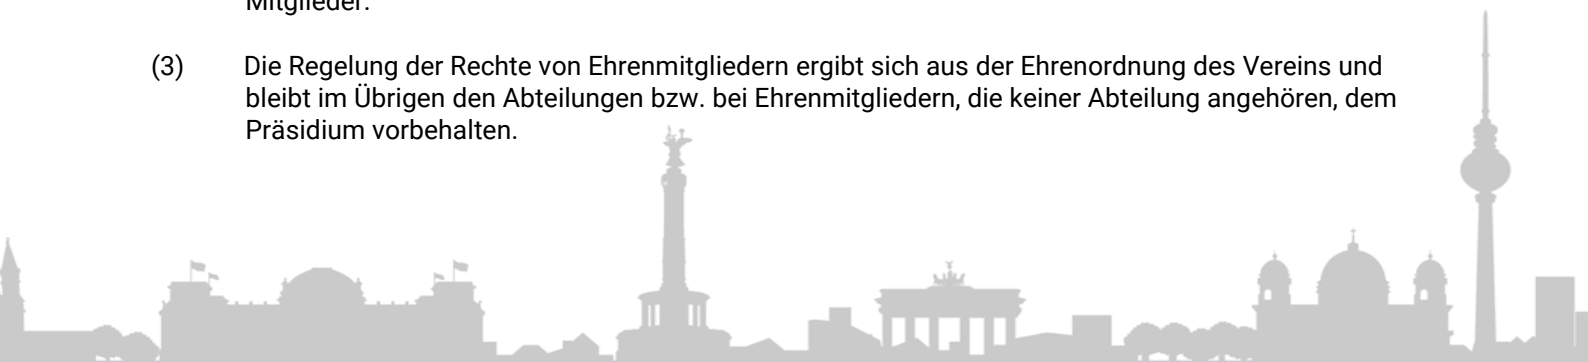 Mitglieder.
(3) Die Regelung der Rechte von Ehrenmitgliedern ergibt sich aus der Ehrenordnung des Vereins und
bleibt im Übrigen den Abteilungen bzw. bei Ehrenmitgliedern, die keiner Abteilung angehören, dem
Präsidium vorbehalten.